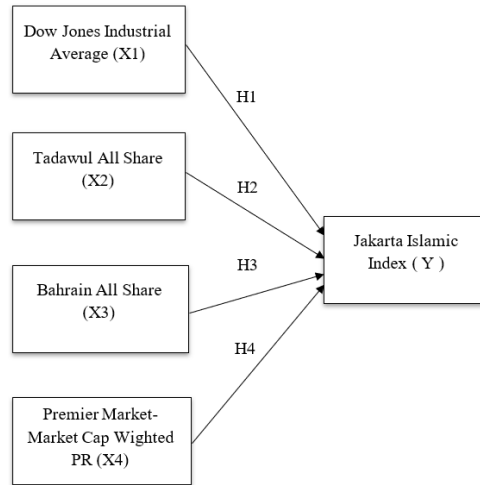 Dow Jones Industrial
Average (X1)
H1
Tadawul All Share
(X2)
H2
Jakarta Islamic
Index ( Y )
H3
Bahrain All Share
(X3)
H4
Premier Market-
Market Cap Wighted
PR (X4)